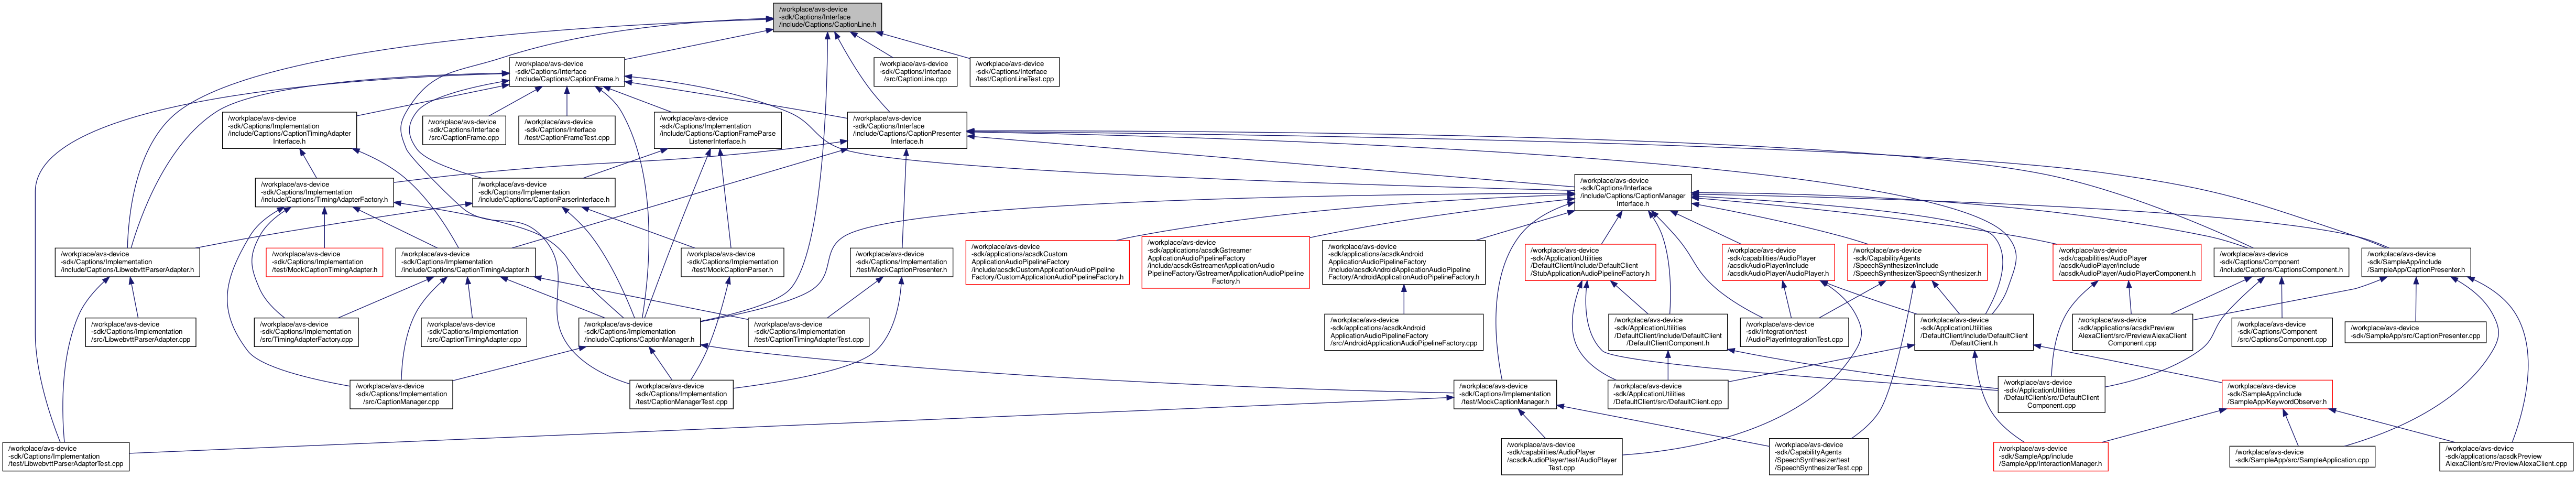 /workplace/avs-device
-sdk/Captions/Interface
/include/Captions/CaptionLine.h
/workplace/avs-device
-sdk/Captions/Interface
/include/Captions/CaptionFrame.h
/workplace/avs-device
-sdk/Captions/Interface
/src/CaptionLine.cpp
/workplace/avs-device
-sdk/Captions/Interface
/test/CaptionLineTest.cpp
/workplace/avs-device
-sdk/Captions/Implementation
/include/Captions/CaptionTimingAdapter
Interface.h
/workplace/avs-device
-sdk/Captions/Interface
/src/CaptionFrame.cpp
/workplace/avs-device
-sdk/Captions/Interface
/test/CaptionFrameTest.cpp
/workplace/avs-device
-sdk/Captions/Implementation
/include/Captions/CaptionFrameParse
ListenerInterface.h
/workplace/avs-device
-sdk/Captions/Interface
/include/Captions/CaptionPresenter
Interface.h
/workplace/avs-device
-sdk/Captions/Implementation
/include/Captions/TimingAdapterFactory.h
/workplace/avs-device
-sdk/Captions/Implementation
/include/Captions/CaptionParserInterface.h
/workplace/avs-device
-sdk/Captions/Interface
/include/Captions/CaptionManager
Interface.h
/workplace/avs-device
-sdk/Captions/Implementation
/include/Captions/LibwebvttParserAdapter.h
/workplace/avs-device
-sdk/Captions/Implementation
/test/MockCaptionTimingAdapter.h
/workplace/avs-device
-sdk/Captions/Implementation
/include/Captions/CaptionTimingAdapter.h
/workplace/avs-device
-sdk/Captions/Implementation
/test/MockCaptionParser.h
/workplace/avs-device
-sdk/Captions/Implementation
/test/MockCaptionPresenter.h
/workplace/avs-device
-sdk/applications/acsdkCustom
ApplicationAudioPipelineFactory
/include/acsdkCustomApplicationAudioPipeline
Factory/CustomApplicationAudioPipelineFactory.h
/workplace/avs-device
-sdk/applications/acsdkGstreamer
ApplicationAudioPipelineFactory
/include/acsdkGstreamerApplicationAudio
PipelineFactory/GstreamerApplicationAudioPipeline
Factory.h
/workplace/avs-device
-sdk/applications/acsdkAndroid
ApplicationAudioPipelineFactory
/include/acsdkAndroidApplicationAudioPipeline
Factory/AndroidApplicationAudioPipelineFactory.h
/workplace/avs-device
-sdk/ApplicationUtilities
/DefaultClient/include/DefaultClient
/StubApplicationAudioPipelineFactory.h
/workplace/avs-device
-sdk/capabilities/AudioPlayer
/acsdkAudioPlayer/include
/acsdkAudioPlayer/AudioPlayer.h
/workplace/avs-device
-sdk/CapabilityAgents
/SpeechSynthesizer/include
/SpeechSynthesizer/SpeechSynthesizer.h
/workplace/avs-device
-sdk/capabilities/AudioPlayer
/acsdkAudioPlayer/include
/acsdkAudioPlayer/AudioPlayerComponent.h
/workplace/avs-device
-sdk/Captions/Component
/include/Captions/CaptionsComponent.h
/workplace/avs-device
-sdk/SampleApp/include
/SampleApp/CaptionPresenter.h
/workplace/avs-device
-sdk/Captions/Implementation
/src/LibwebvttParserAdapter.cpp
/workplace/avs-device
-sdk/Captions/Implementation
/src/TimingAdapterFactory.cpp
/workplace/avs-device
-sdk/Captions/Implementation
/src/CaptionTimingAdapter.cpp
/workplace/avs-device
-sdk/Captions/Implementation
/include/Captions/CaptionManager.h
/workplace/avs-device
-sdk/Captions/Implementation
/test/CaptionTimingAdapterTest.cpp
/workplace/avs-device
-sdk/applications/acsdkAndroid
ApplicationAudioPipelineFactory
/src/AndroidApplicationAudioPipelineFactory.cpp
/workplace/avs-device
-sdk/ApplicationUtilities
/DefaultClient/include/DefaultClient
/DefaultClientComponent.h
/workplace/avs-device
-sdk/Integration/test
/AudioPlayerIntegrationTest.cpp
/workplace/avs-device
-sdk/ApplicationUtilities
/DefaultClient/include/DefaultClient
/DefaultClient.h
/workplace/avs-device
-sdk/applications/acsdkPreview
AlexaClient/src/PreviewAlexaClient
Component.cpp
/workplace/avs-device
-sdk/Captions/Component
/src/CaptionsComponent.cpp
/workplace/avs-device
-sdk/SampleApp/src/CaptionPresenter.cpp
/workplace/avs-device
-sdk/Captions/Implementation
/src/CaptionManager.cpp
/workplace/avs-device
-sdk/Captions/Implementation
/test/CaptionManagerTest.cpp
/workplace/avs-device
-sdk/Captions/Implementation
/test/MockCaptionManager.h
/workplace/avs-device
-sdk/ApplicationUtilities
/DefaultClient/src/DefaultClient.cpp
/workplace/avs-device
-sdk/ApplicationUtilities
/DefaultClient/src/DefaultClient
Component.cpp
/workplace/avs-device
-sdk/SampleApp/include
/SampleApp/KeywordObserver.h
/workplace/avs-device
-sdk/Captions/Implementation
/test/LibwebvttParserAdapterTest.cpp
/workplace/avs-device
-sdk/capabilities/AudioPlayer
/acsdkAudioPlayer/test/AudioPlayer
Test.cpp
/workplace/avs-device
-sdk/CapabilityAgents
/SpeechSynthesizer/test
/SpeechSynthesizerTest.cpp
/workplace/avs-device
-sdk/SampleApp/include
/SampleApp/InteractionManager.h
/workplace/avs-device
-sdk/SampleApp/src/SampleApplication.cpp
/workplace/avs-device
-sdk/applications/acsdkPreview
AlexaClient/src/PreviewAlexaClient.cpp